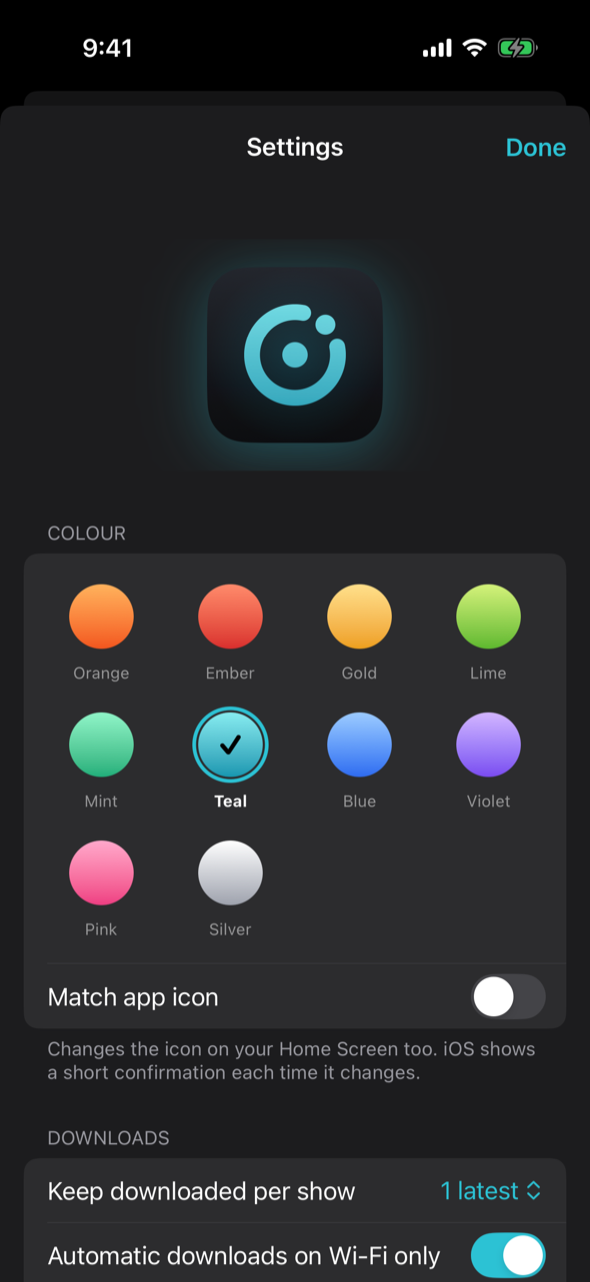 9:41
Settings
Done
COLOUR
Orange
Ember
Gold
Lime
Mint
Teal
Blue
Violet
Pink
Silver
Match app icon
Changes the icon on your Home Screen too. iOS shows
a short confirmation each time it changes.
DOWNLOADS
Keep downloaded per show
1 latest
Automatic downloads on Wi-Fi only